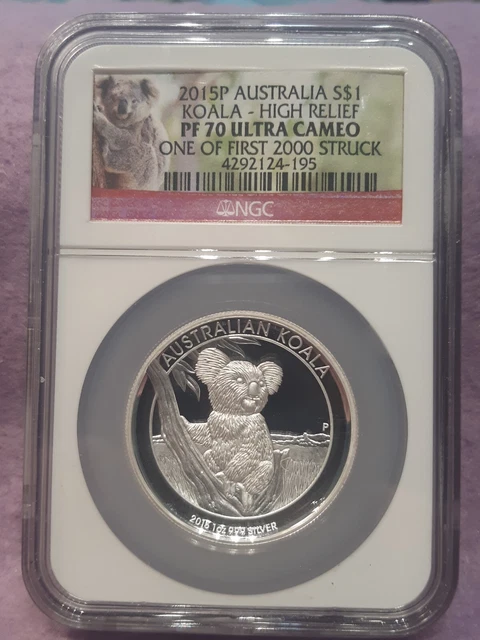 2015P AUSTRALIA S$1
KOALA - HIGH RELIEF
PF 70 ULTRA CAMEO
ONE OF FIRST 2000 STRUCK
4292124-195
NGC
AUSTRALIAN KOALA
P
2015 1oz 999 SILVER